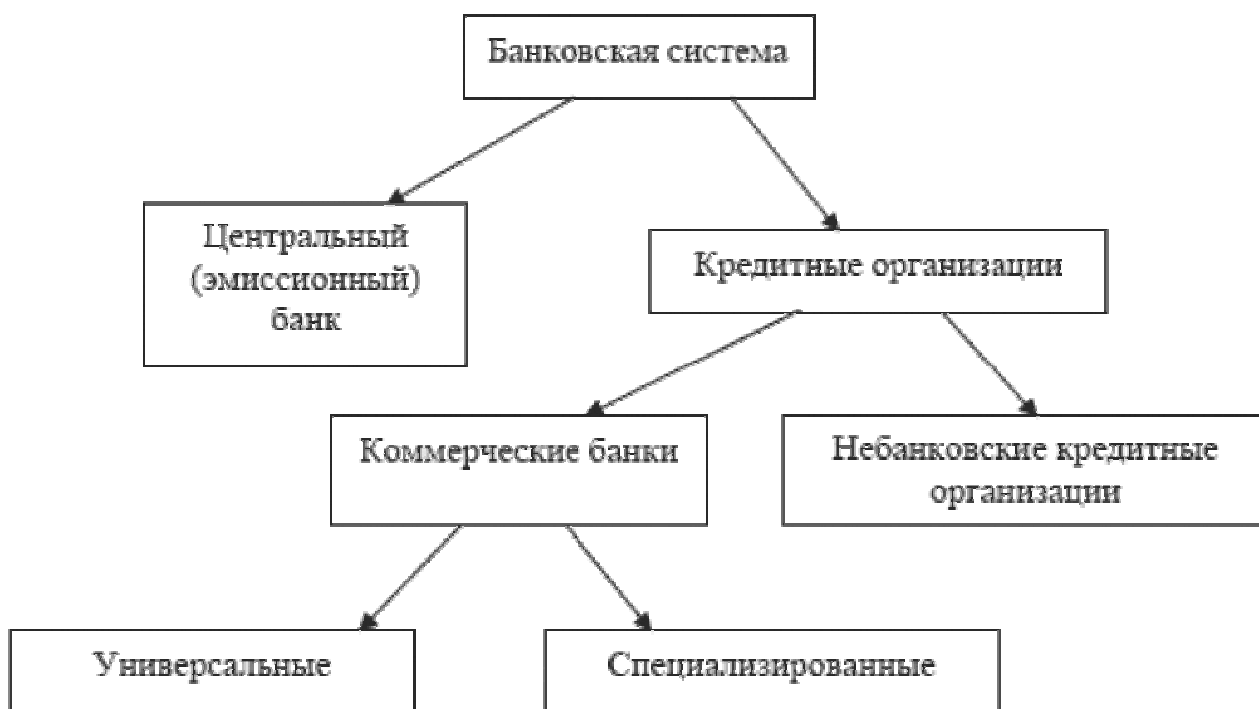 Банковская система
Центральный
(эмиссионный)
банк
Кредитные организации
Коммерческие банки
Небанковские кредитные
организации
Универсальные
Специализированные